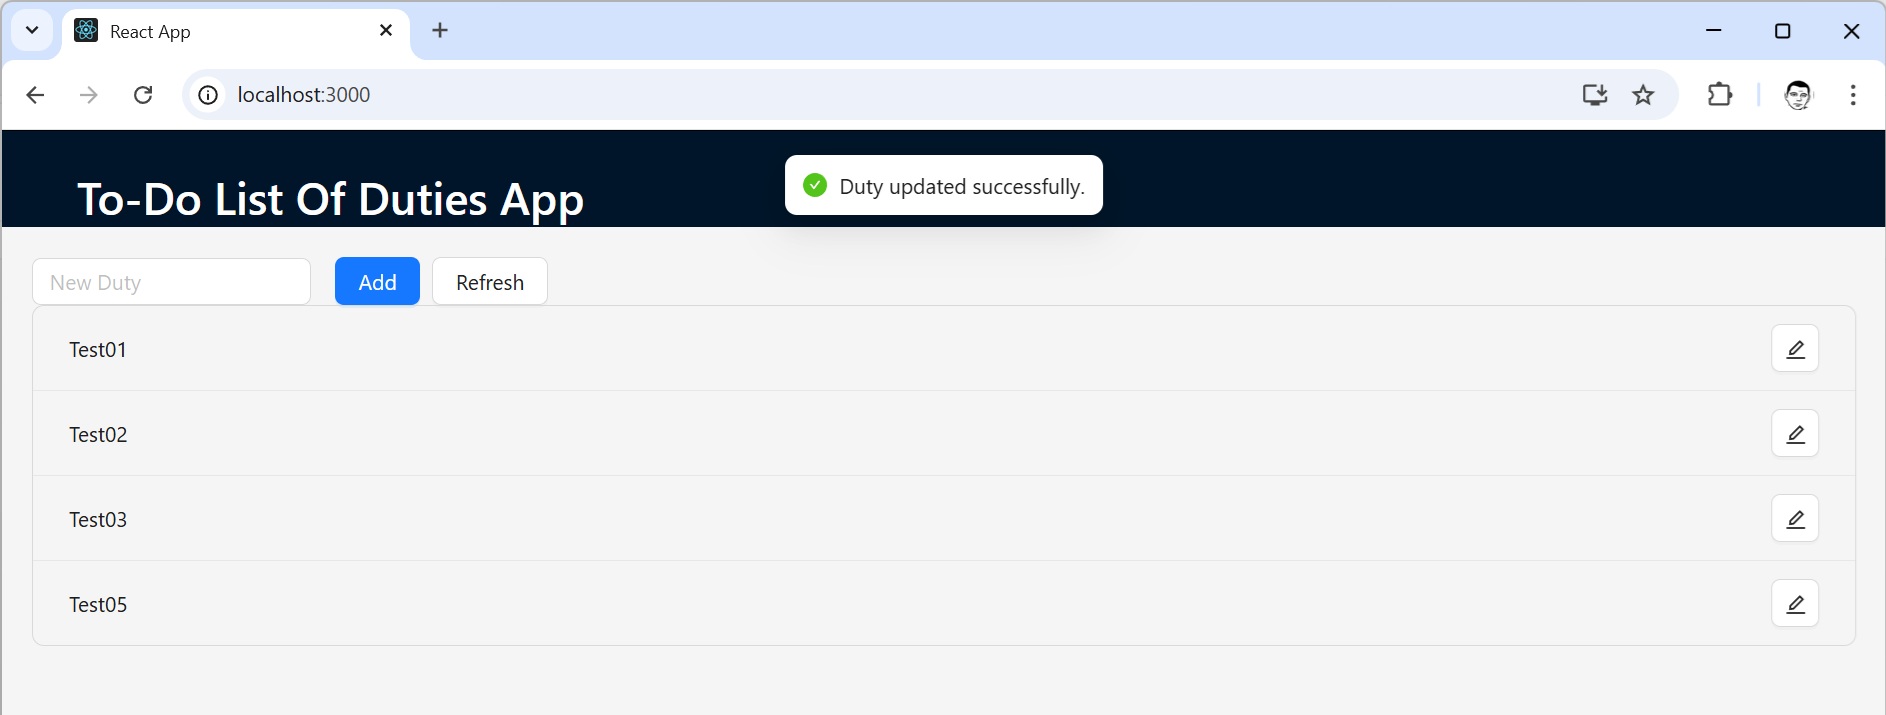 React App
localhost:3000
To-Do List Of Duties App
Duty updated successfully.
New Duty
Add
Refresh
Test01
Test02
Test03
Test05